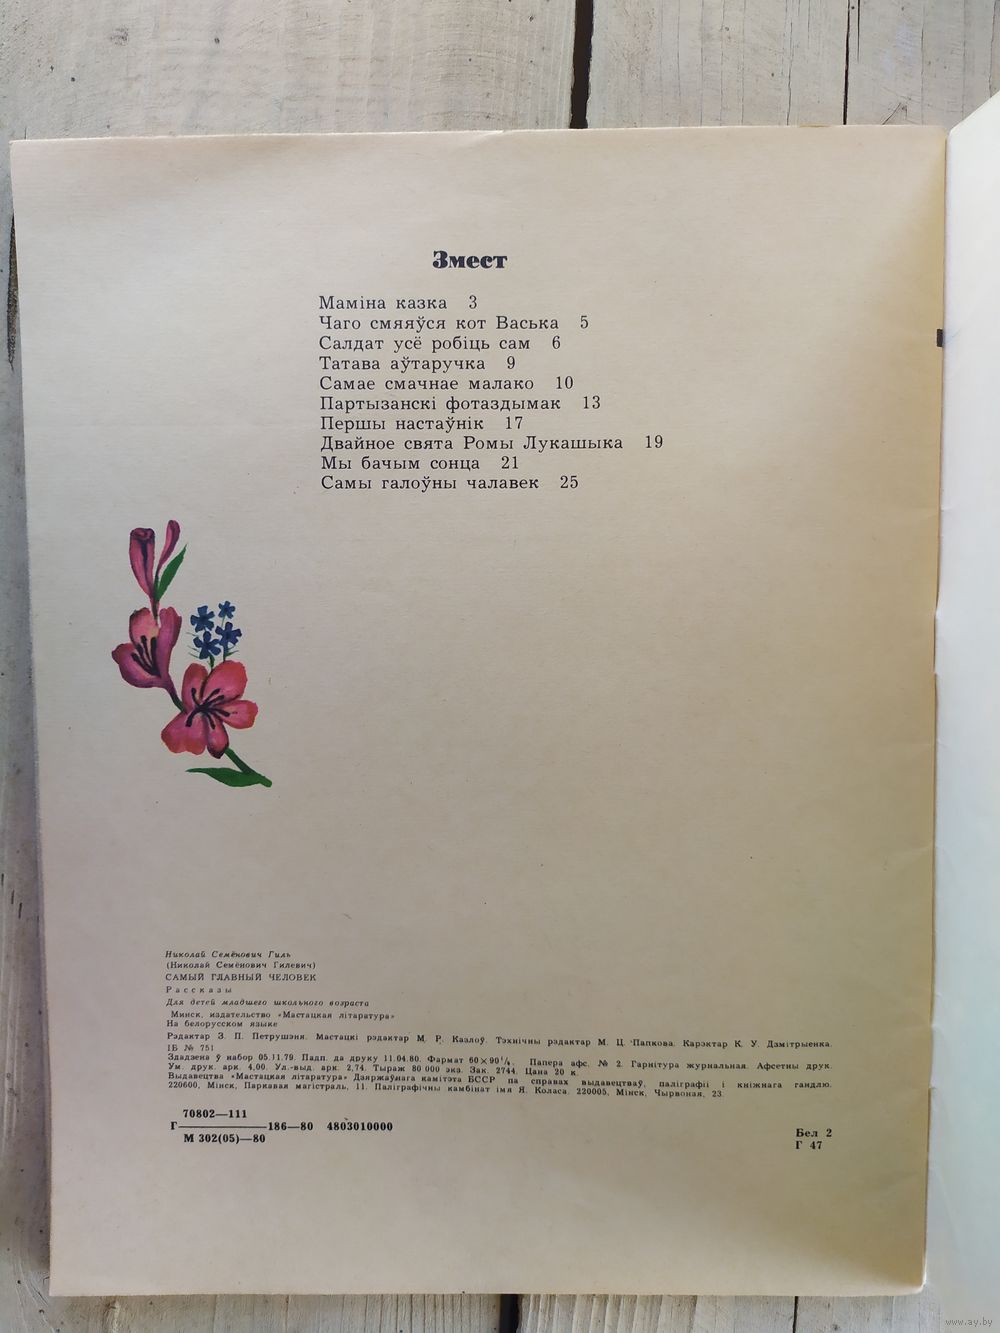 Змест
Маміна казка 3
Чаго смяяўся кот Васька 5
Салдат усё робіць сам 6
Татава аўтаручка 9
Самае смачнае малако 10
Партызанскі фотаздымак 13
Першы настаўнік 17
Двайное свята Ромы Лукашыка 19
Мы бачым сонца 21
Самы галоўны чалавек 25
Николай Семёнович Гиль
(Николай Семёнович Гилевич)
САМЫЙ ГЛАВНЫЙ ЧЕЛОВЕК
Рассказы
Для детей младшего школьного возраста
Минск, издательство «Мастацкая літаратура»
На белорусском языке
Рэдактар З. П. Петрушэня. Мастацкі рэдактар М. Р. Казлоў. Тэхнічны рэдактар М. Ц. Папкова. Карэктар К. У. Дзмітрыенка.
ІБ № 751
Здадзена ў набор 05.11.79. Падп. да друку 11.04.80. Фармат 60×90¹/₈. Папера афс. № 2. Гарнітура журнальная. Афсетны друк.
Ум. друк. арк. 4,00. Ул.-выд. арк. 2,74. Тыраж 80 000 экз. Зак. 2744. Цана 20 к.
Выдавецтва «Мастацкая літаратура» Дзяржаўнага камітэта БССР па справах выдавецтваў, паліграфіі і кніжнага гандлю.
220600, Мінск, Паркавая магістраль, 11. Паліграфічны камбінат імя Я. Коласа. 220005, Мінск, Чырвоная, 23.
70802—111
Г————186—80 4803010000
М 302(05)—80
Бел 2
Г 47
www.ay.by